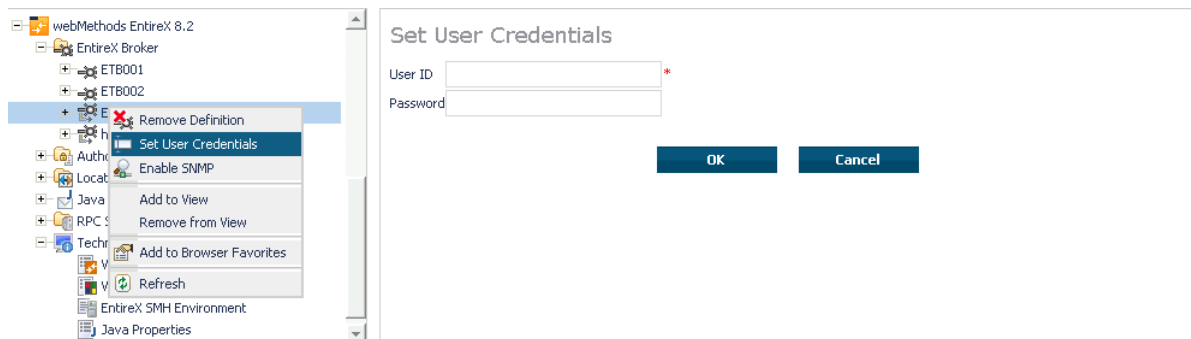 webMethods EntireX 8.2
EntireX Broker
ETB001
ETB002
Remove Definition
Set User Credentials
Enable SNMP
Add to View
Remove from View
Add to Browser Favorites
Refresh
Java
RPC
EntireX SMH Environment
Java Properties
Set User Credentials
User ID
*
Password
OK
Cancel